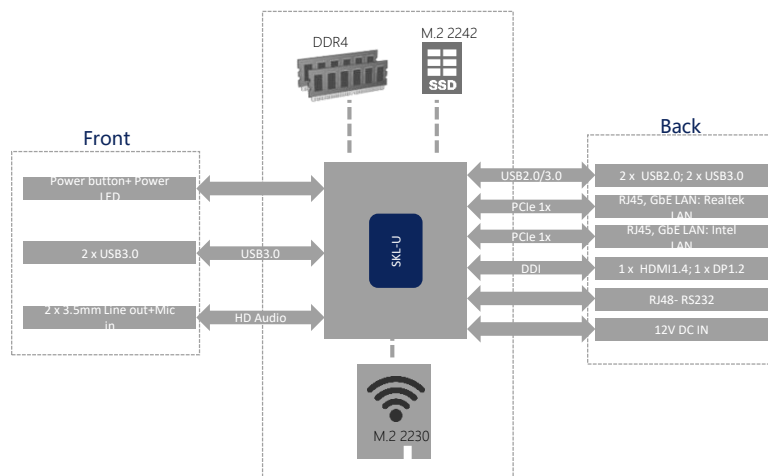 DDR4
M.2 2242
SSD
Front
Power button+ Power
LED
2 x USB3.0
USB3.0
2 x 3.5mm Line out+Mic
in
HD Audio
SKL-U
M.2 2230
Back
USB2.0/3.0
2 x USB2.0; 2 x USB3.0
PCIe 1x
RJ45, GbE LAN: Realtek
LAN
PCIe 1x
RJ45, GbE LAN: Intel
LAN
DDI
1 x HDMI1.4; 1 x DP1.2
RJ48- RS232
12V DC IN